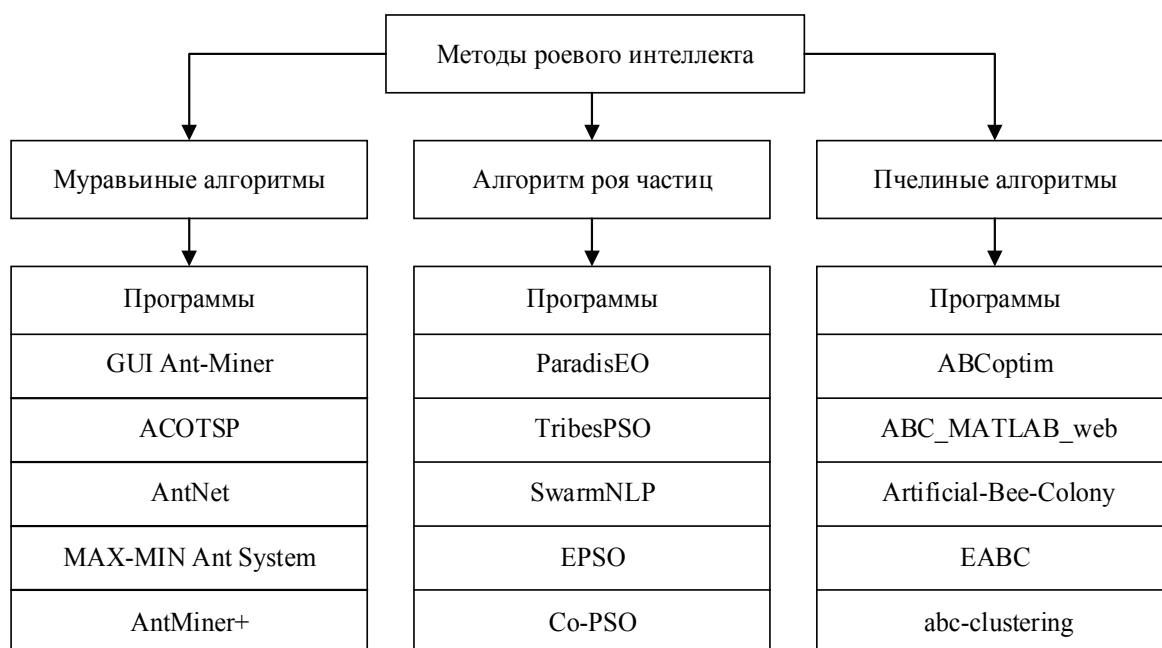 Методы роевого интеллекта
Муравьиные алгоритмы
Алгоритм роя частиц
Пчелиные алгоритмы
Программы
GUI Ant-Miner
ACOTSP
AntNet
MAX-MIN Ant System
AntMiner+
Программы
ParadisEO
TribesPSO
SwarmNLP
EPSO
Co-PSO
Программы
ABCoptim
ABC_MATLAB_web
Artificial-Bee-Colony
EABC
abc-clustering